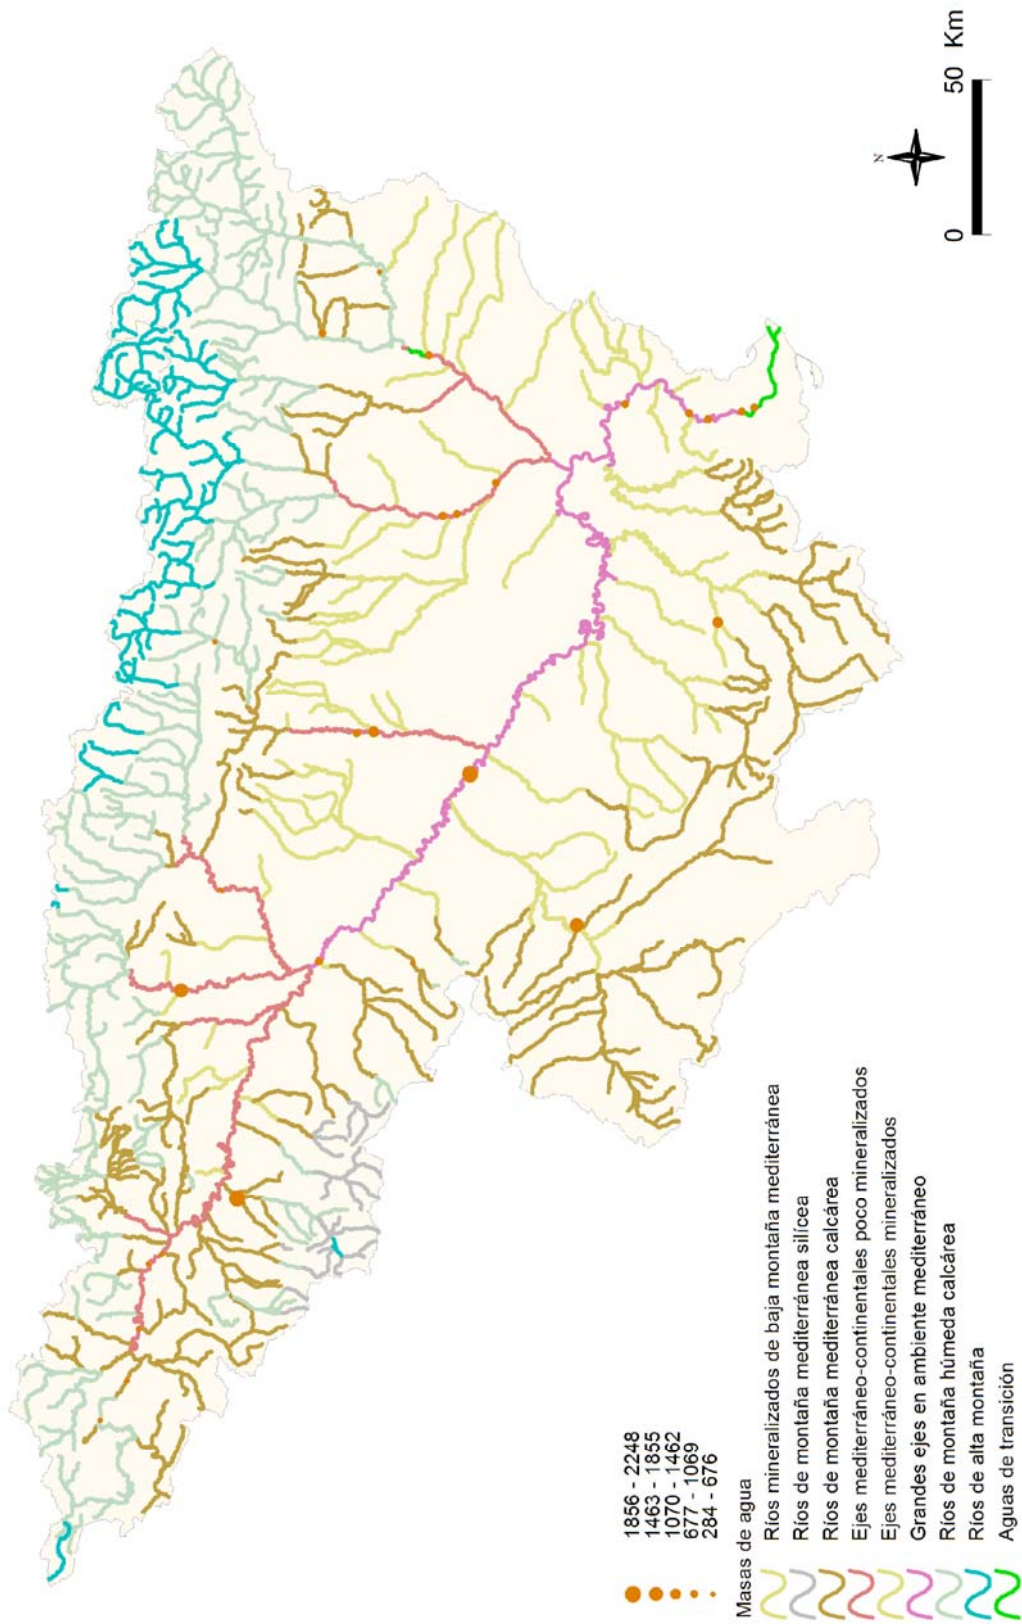 1856 - 2248
1463 - 1855
1070 - 1462
677 - 1069
284 - 676
Masas de agua
Ríos mineralizados de baja montaña mediterránea
Ríos de montaña mediterránea silícea
Ríos de montaña mediterránea calcárea
Ejes mediterráneo-continentales poco mineralizados
Ejes mediterráneo-continentales mineralizados
Grandes ejes en ambiente mediterráneo
Ríos de montaña húmeda calcárea
Ríos de alta montaña
Aguas de transición
N
0 50 Km